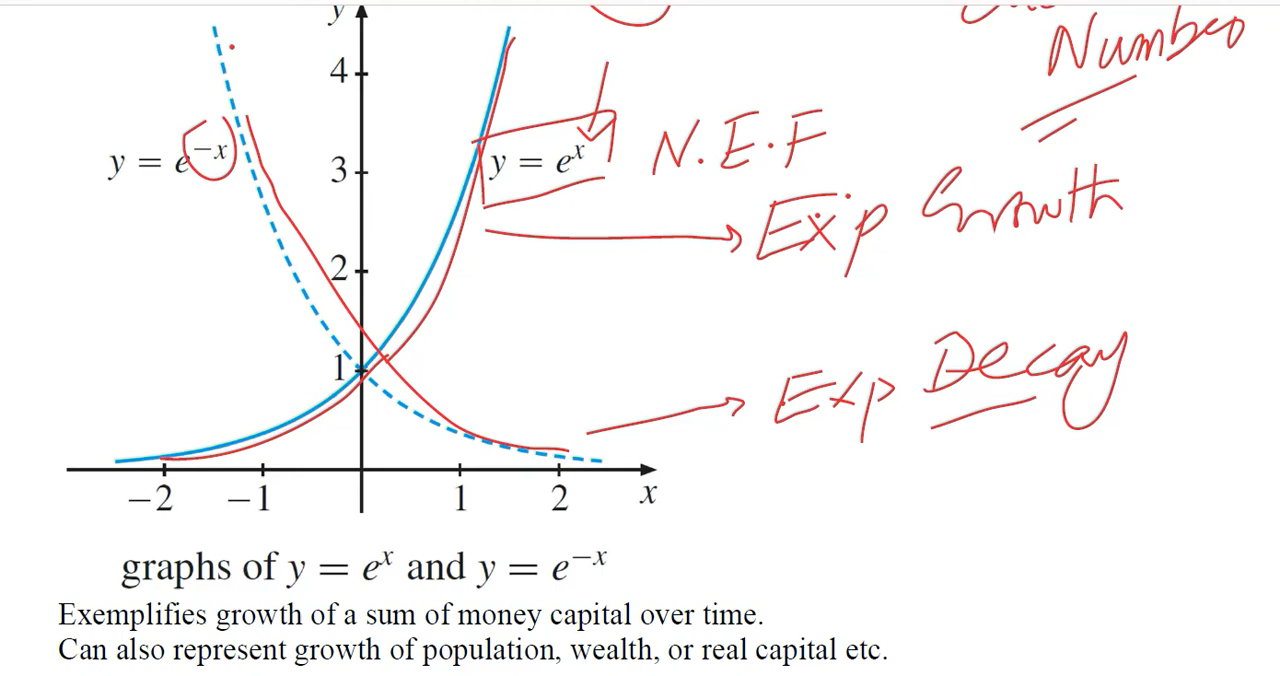 y
Number
4
y = e^{-x}
3
y = e^x
N.E.F
Exp Growth
2
1
Exp Decay
−2 −1 1 2 x
graphs of y = e^x and y = e^{−x}
Exemplifies growth of a sum of money capital over time.
Can also represent growth of population, wealth, or real capital etc.